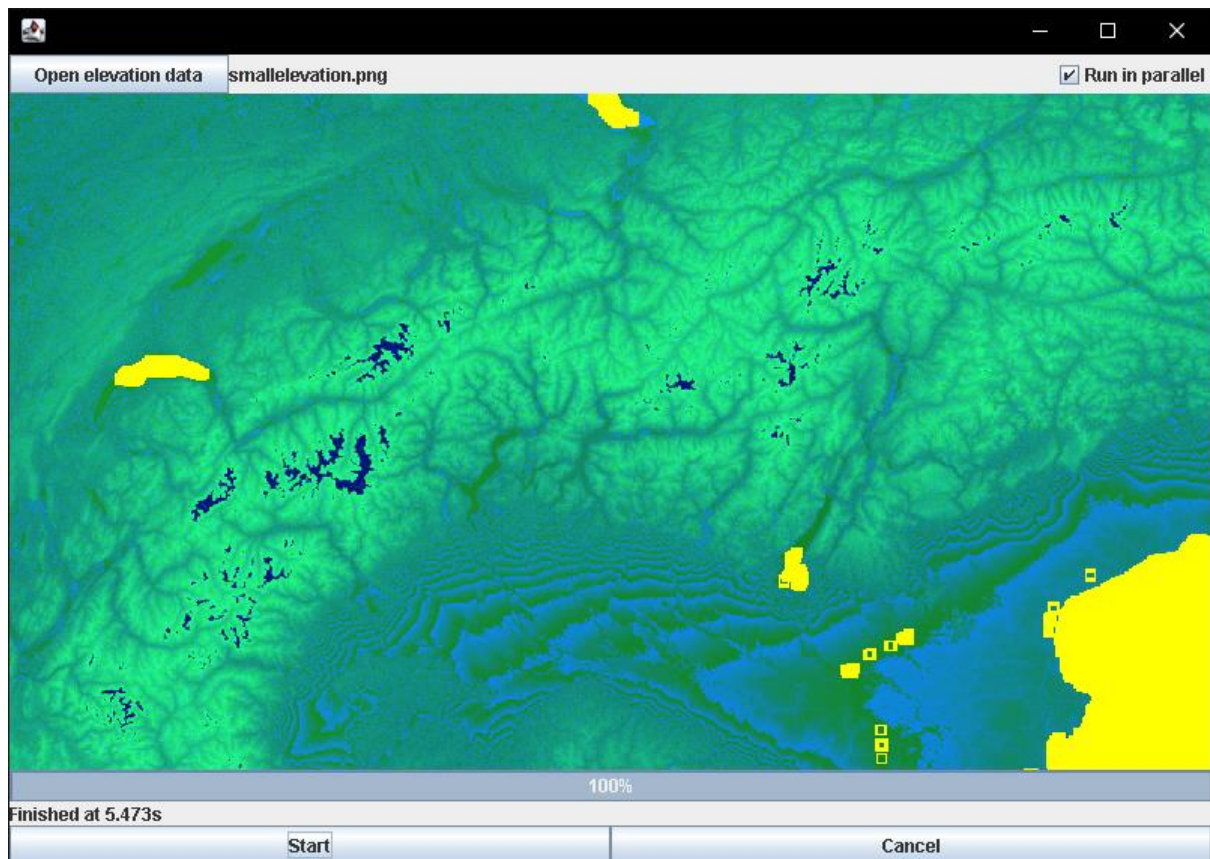 Open elevation data smallelevation.png Run in parallel
100%
Finished at 5.473s
Start Cancel